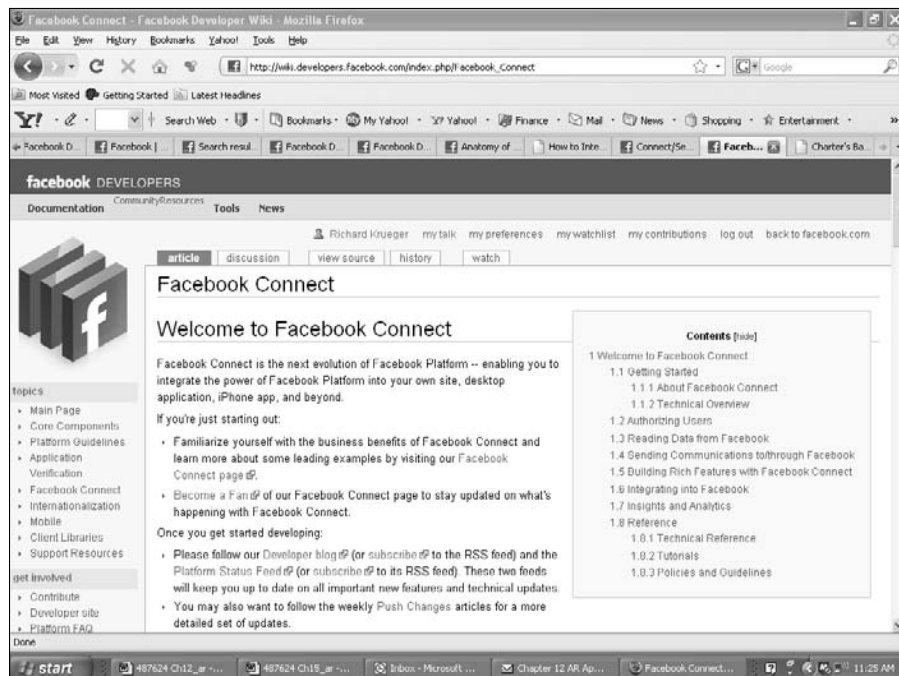 Facebook Connect - Facebook Developer Wiki - Mozilla Firefox
File Edit View History Bookmarks Yahoo! Tools Help
http://wiki.developers.facebook.com/index.php/Facebook_Connect
Google
Most Visited Getting Started Latest Headlines
Y! Search Web Bookmarks My Yahoo! Yahoo! Finance Mail News Shopping Entertainment »
Facebook D... Facebook |... Search resul... Facebook D... Facebook D... Anatomy of ... How to Inte... Connect/Se... Faceb... Charter's Ba...
facebook DEVELOPERS
Documentation CommunityResources Tools News
Richard Krueger my talk my preferences my watchlist my contributions log out back to facebook.com
article discussion view source history watch
Facebook Connect
Welcome to Facebook Connect
Facebook Connect is the next evolution of Facebook Platform -- enabling you to
integrate the power of Facebook Platform into your own site, desktop
application, iPhone app, and beyond.
If you're just starting out:
Familiarize yourself with the business benefits of Facebook Connect and
learn more about some leading examples by visiting our Facebook
Connect page.
Become a Fan of our Facebook Connect page to stay updated on what's
happening with Facebook Connect.
Once you get started developing:
Please follow our Developer blog (or subscribe to the RSS feed) and the
Platform Status Feed (or subscribe to its RSS feed). These two feeds
will keep you up to date on all important new features and technical updates.
You may also want to follow the weekly Push Changes articles for a more
detailed set of updates.
Contents [hide]
1 Welcome to Facebook Connect
1.1 Getting Started
1.1.1 About Facebook Connect
1.1.2 Technical Overview
1.2 Authorizing Users
1.3 Reading Data from Facebook
1.4 Sending Communications to/through Facebook
1.5 Building Rich Features with Facebook Connect
1.6 Integrating into Facebook
1.7 Insights and Analytics
1.8 Reference
1.8.1 Technical Reference
1.8.2 Tutorials
1.8.3 Policies and Guidelines
topics
Main Page
Core Components
Platform Guidelines
Application
Verification
Facebook Connect
Internationalization
Mobile
Client Libraries
Support Resources
get involved
Contribute
Developer site
Platform FAQ
Done
start 487624 Ch12_ar -... 487624 Ch15_ar -... Inbox - Microsoft ... Chapter 12 AR Ap... Facebook Connect... 11:25 AM